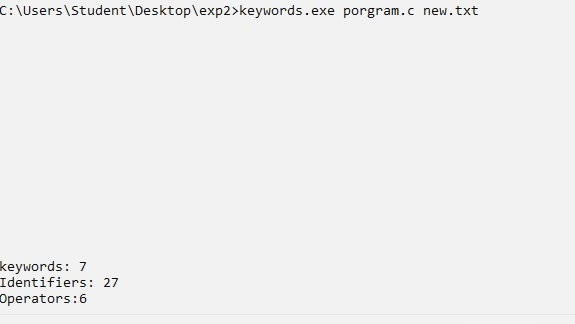 C:\Users\Student\Desktop\exp2>keywords.exe porgram.c new.txt
keywords: 7
Identifiers: 27
Operators:6